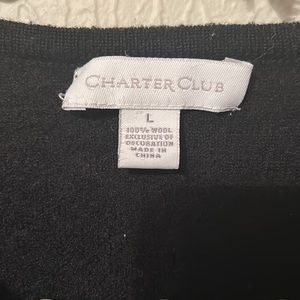 CHARTER CLUB
L
100% WOOL
EXCLUSIVE OF
DECORATION
MADE IN
CHINA